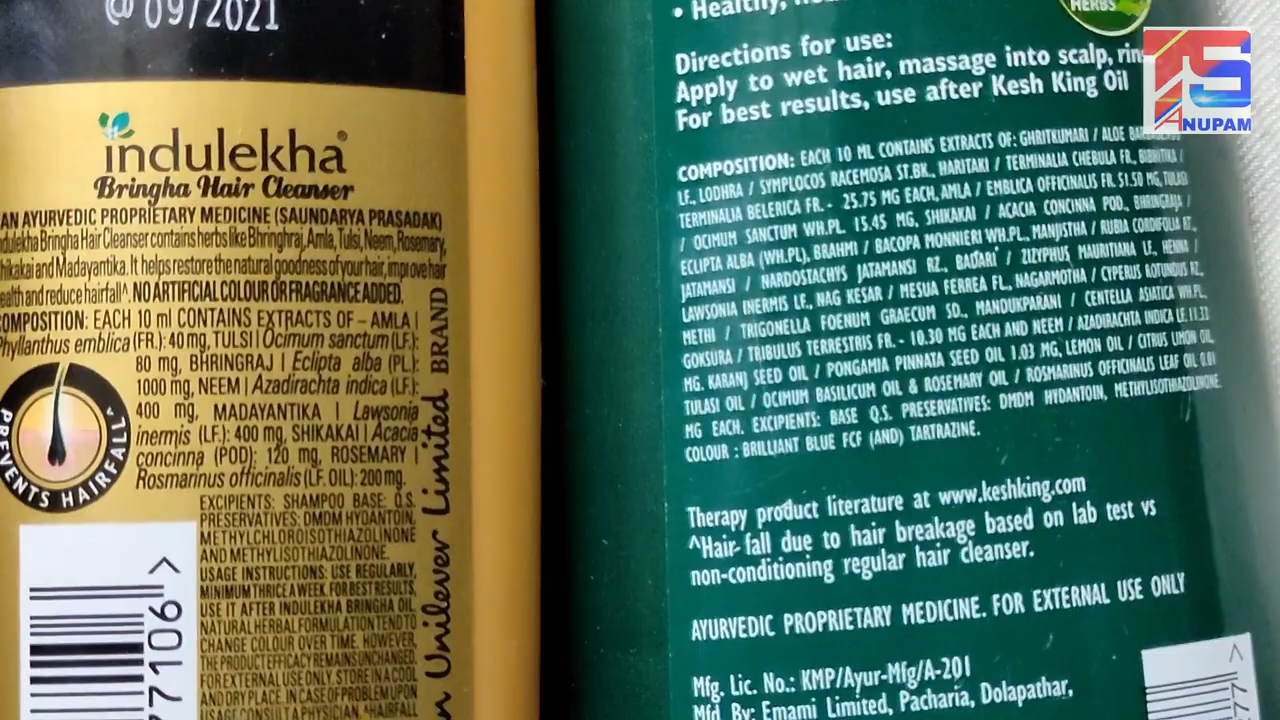 @ 09/2021
indulekha®
Bringha Hair Cleanser
AN AYURVEDIC PROPRIETARY MEDICINE (SAUNDARYA PRASADAK)
Bringha Hair Cleanser contains herbs like Bhringhraj, Amla, Tulsi, Neem, Rosemary,
and Madayantika. It helps restore the natural goodness of your hair, improve hair
and reduce hairfall^. NO ARTIFICIAL COLOUR OR FRAGRANCE ADDED.
COMPOSITION: EACH 10 ml CONTAINS EXTRACTS OF – AMLA |
Phyllanthus emblica (FR.): 40 mg, TULSI | Ocimum sanctum (LF.):
80 mg, BHRINGRAJ | Eclipta alba (PL):
1000 mg, NEEM | Azadirachta indica (LF.):
400 mg, MADAYANTIKA | Lawsonia
inermis (LF.): 400 mg, SHIKAKAI | Acacia
concinna (POD): 120 mg, ROSEMARY |
Rosmarinus officinalis (LF. OIL): 200 mg.
EXCIPIENTS: SHAMPOO BASE: Q.S.
PRESERVATIVES: DMDM HYDANTOIN,
METHYLCHLOROISOTHIAZOLINONE
AND METHYLISOTHIAZOLINONE.
USAGE INSTRUCTIONS: USE REGULARLY,
MINIMUM THRICE A WEEK. FOR BEST RESULTS,
USE IT AFTER INDULEKHA BRINGHA OIL.
NATURAL HERBAL FORMULATION TEND TO
CHANGE COLOUR OVER TIME. HOWEVER,
THE PRODUCT EFFICACY REMAINS UNCHANGED.
FOR EXTERNAL USE ONLY. STORE IN A COOL
AND DRY PLACE. IN CASE OF PROBLEM UPON
USAGE CONSULT A PHYSICIAN. ^HAIRFALL
PREVENTS HAIRFALL^
77106 >
Unilever Limited BRAND
• Healthy,
HERBS
Directions for use:
Apply to wet hair, massage into scalp,
For best results, use after Kesh King Oil
COMPOSITION: EACH 10 ML CONTAINS EXTRACTS OF: GHRITKUMARI / ALOE
LF., LODHRA / SYMPLOCOS RACEMOSA ST.BK., HARITAKI / TERMINALIA CHEBULA FR., BIBHITKA /
TERMINALIA BELERICA FR. - 25.75 MG EACH, AMLA / EMBLICA OFFICINALIS FR. 51.50 MG, TULASI
/ OCIMUM SANCTUM WH.PL. 15.45 MG, SHIKAKAI / ACACIA CONCINNA POD., BHRINGRAJA /
ECLIPTA ALBA (WH.PL), BRAHMI / BACOPA MONNIERI WH.PL., MANJISTHA / RUBIA CORDIFOLIA RT.,
JATAMANSI / NARDOSTACHYS JATAMANSI RZ., BADARI / ZIZYPHUS MAURITIANA LF., HENNA /
LAWSONIA INERMIS LF., NAG KESAR / MESUA FERREA FL., NAGARMOTHA / CYPERUS ROTUNDUS RZ.,
METHI / TRIGONELLA FOENUM GRAECUM SD., MANDUKPARANI / CENTELLA ASIATICA WH.PL.,
GOKSURA / TRIBULUS TERRESTRIS FR. - 10.30 MG EACH AND NEEM / AZADIRACHTA INDICA LF. 11.33
MG. KARANJ SEED OIL / PONGAMIA PINNATA SEED OIL 1.03 MG, LEMON OIL / CITRUS LIMON OIL,
TULASI OIL / OCIMUM BASILICUM OIL & ROSEMARY OIL / ROSMARINUS OFFICINALIS LEAF OIL 0.01
MG EACH. EXCIPIENTS: BASE Q.S. PRESERVATIVES: DMDM HYDANTOIN, METHYLISOTHIAZOLINONE.
COLOUR : BRILLIANT BLUE FCF (AND) TARTRAZINE.
Therapy product literature at www.keshking.com
^Hair-fall due to hair breakage based on lab test vs
non-conditioning regular hair cleanser.
AYURVEDIC PROPRIETARY MEDICINE. FOR EXTERNAL USE ONLY
Mfg. Lic. No.: KMP/Ayur-Mfg/A-201
Mfd. By: Emami Limited, Pacharia, Dolapathar,
77 >
ANUPAM